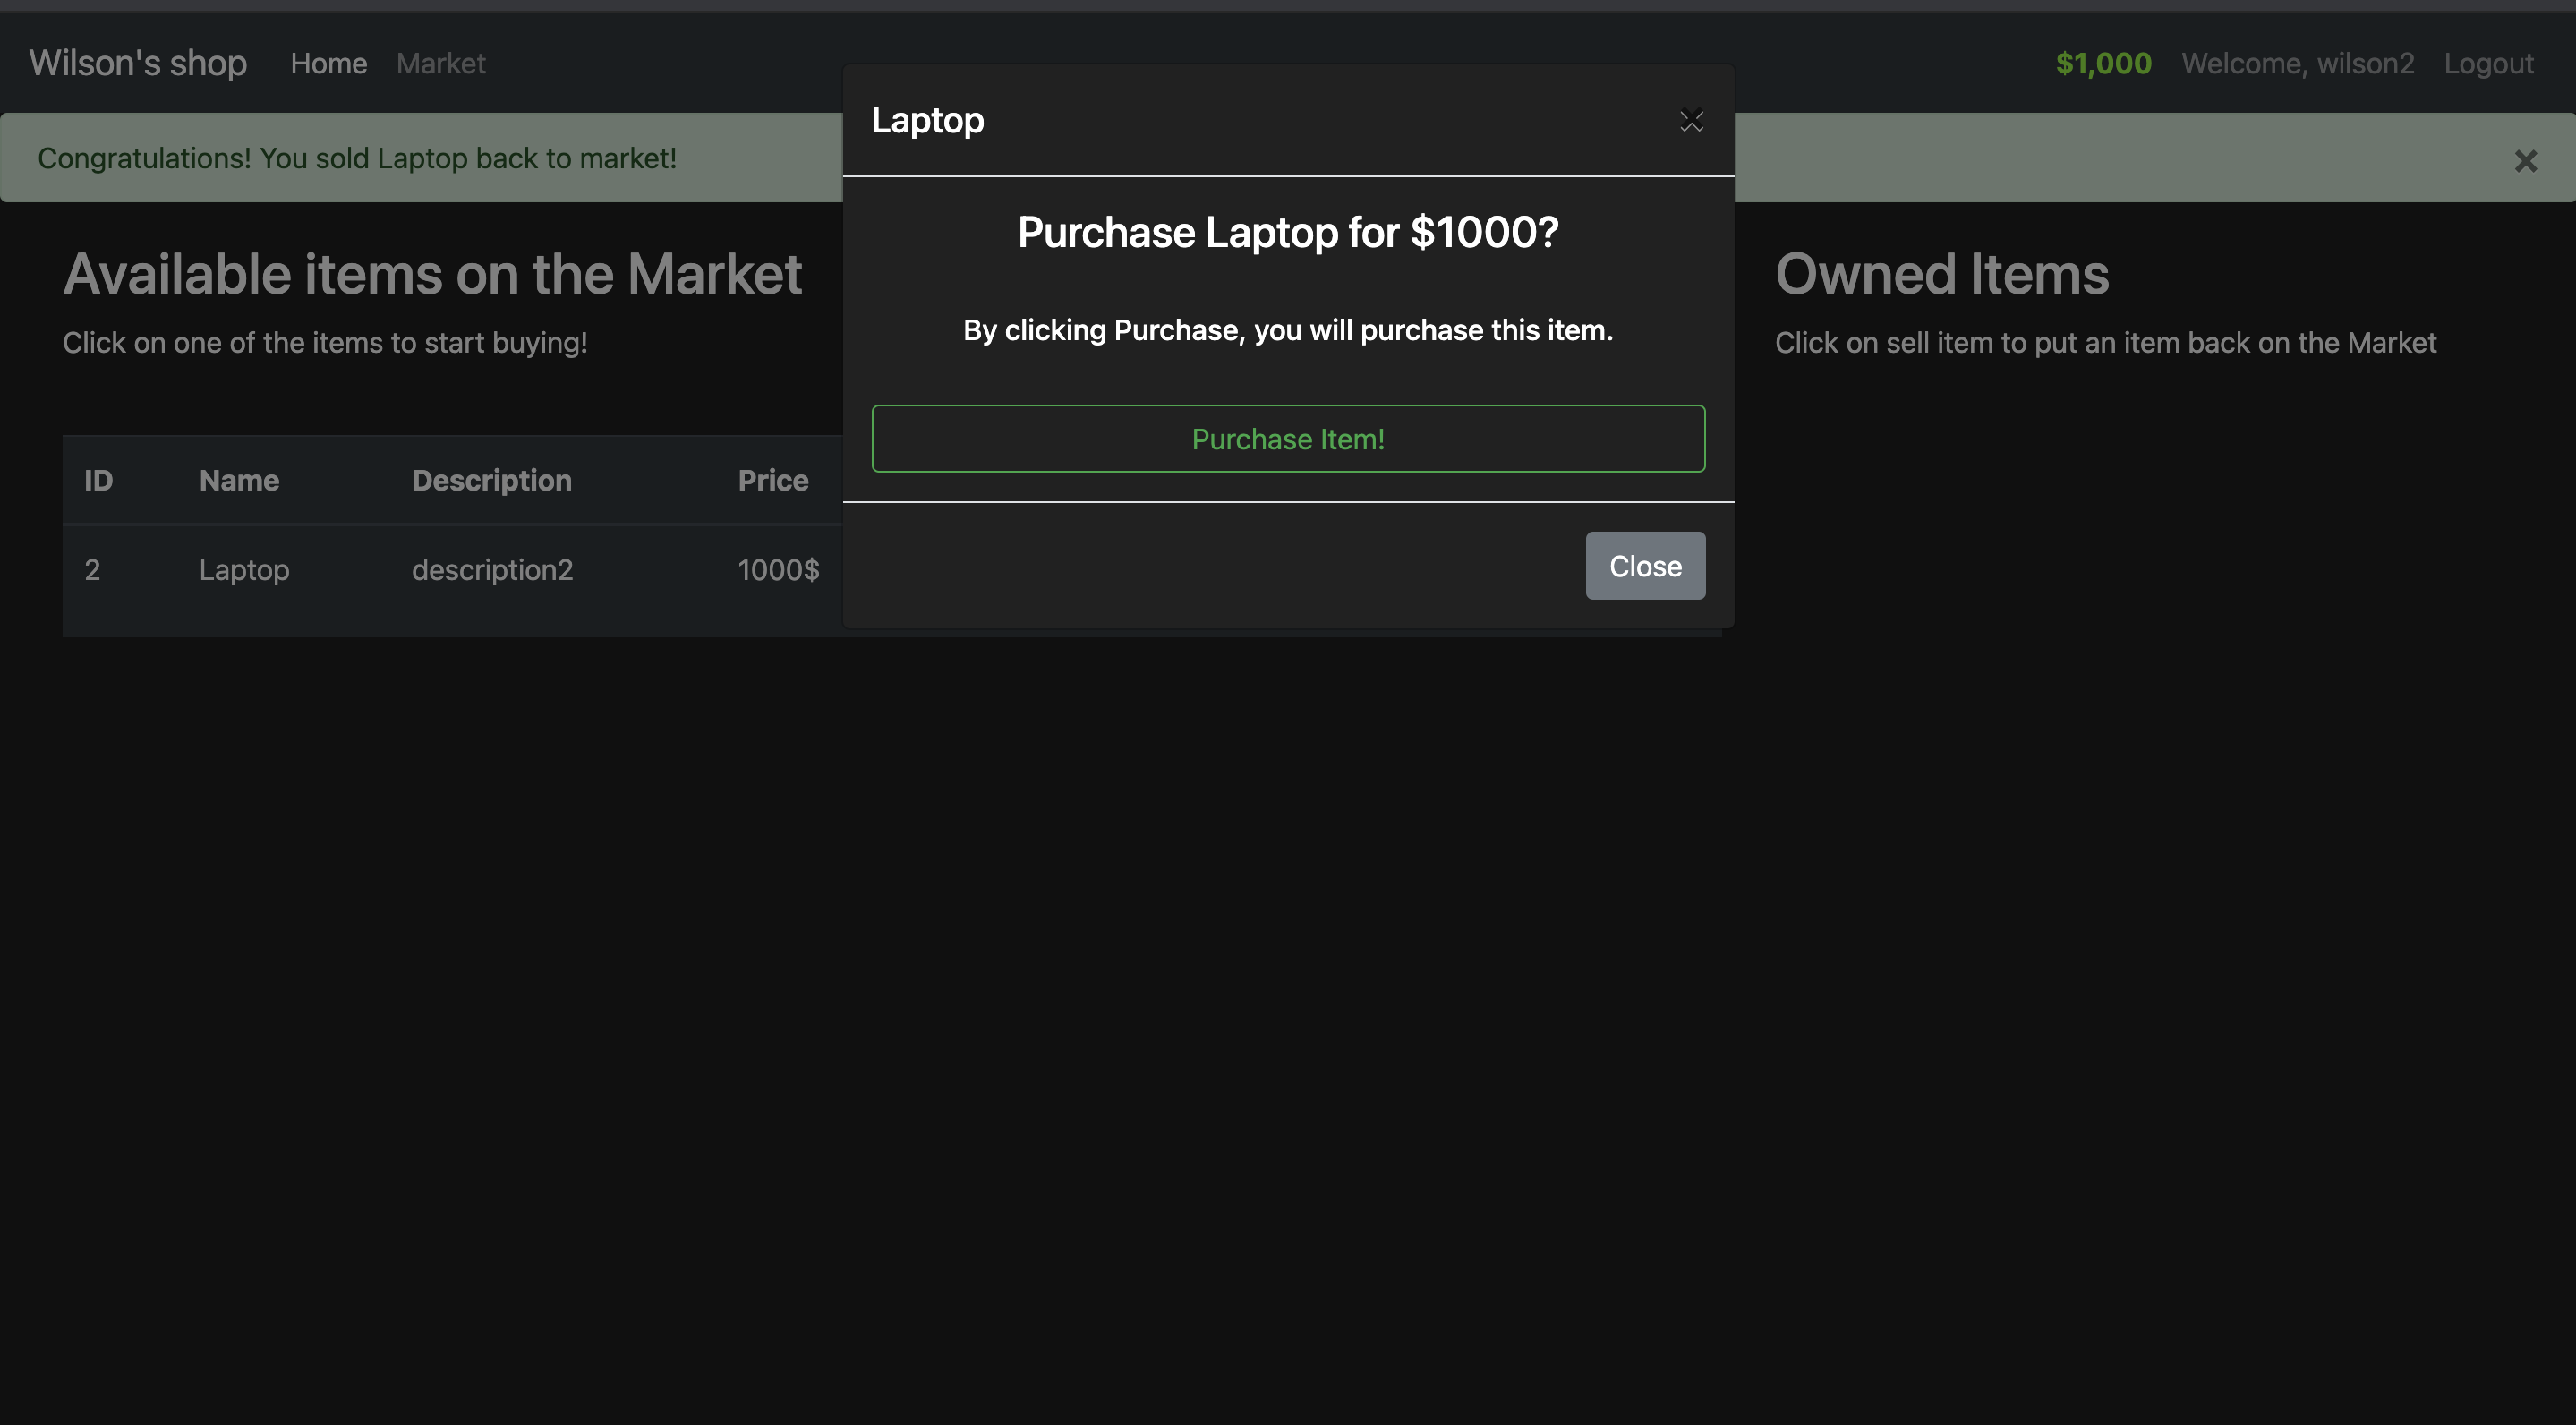 Wilson's shop Home Market $1,000 Welcome, wilson2 Logout
Congratulations! You sold Laptop back to market!
Laptop
Purchase Laptop for $1000?
By clicking Purchase, you will purchase this item.
Purchase Item!
Close
Available items on the Market
Click on one of the items to start buying!
ID Name Description Price
2 Laptop description2 1000$
Owned Items
Click on sell item to put an item back on the Market